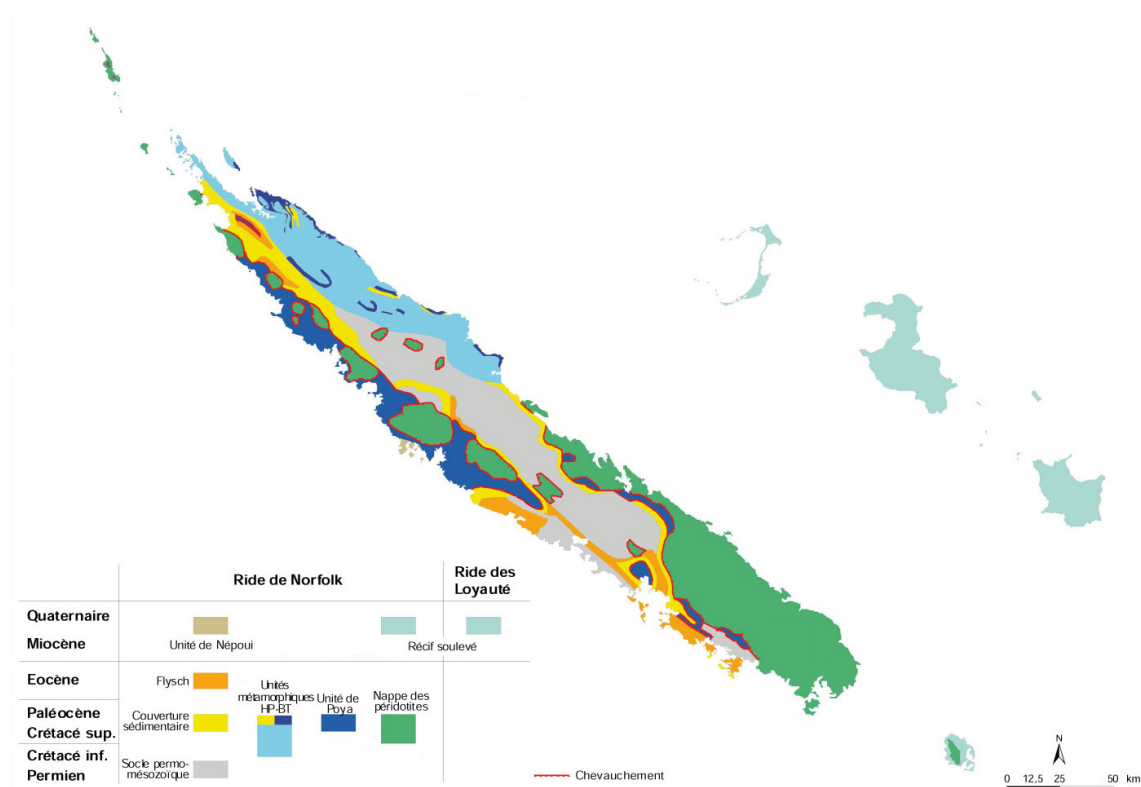 Ride de Norfolk
Ride des
Loyauté
Quaternaire
Miocène
Unité de Népoui
Récif soulevé
Eocène
Flysch
Unités
métamorphiques
HP-BT
Unité de
Poya
Nappe des
péridotites
Paléocène
Crétacé sup.
Couverture
sédimentaire
Crétacé inf.
Permien
Socle permo-
mésozoïque
Chevauchement
N
0 12,5 25 50 km